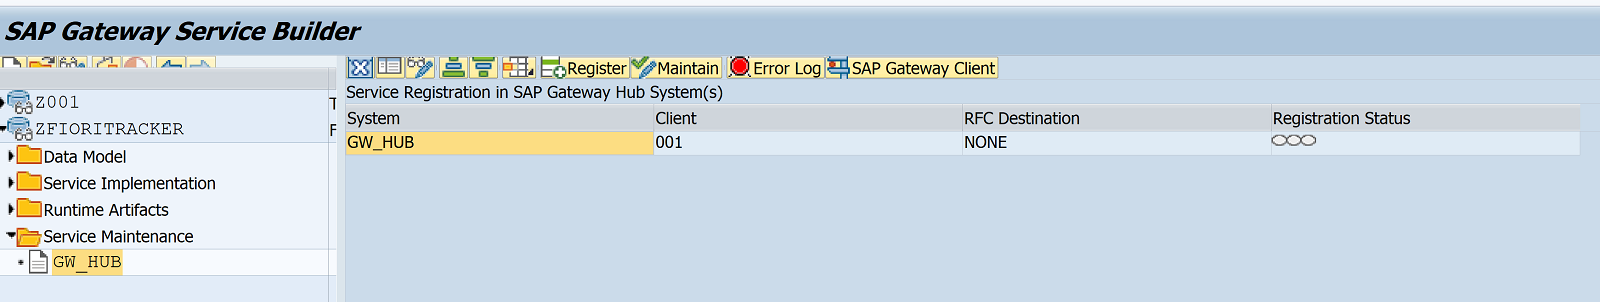 SAP Gateway Service Builder
Register Maintain Error Log SAP Gateway Client
Z001 T
ZFIORITRACKER F
Data Model
Service Implementation
Runtime Artifacts
Service Maintenance
GW_HUB
Service Registration in SAP Gateway Hub System(s)
System Client RFC Destination Registration Status
GW_HUB 001 NONE